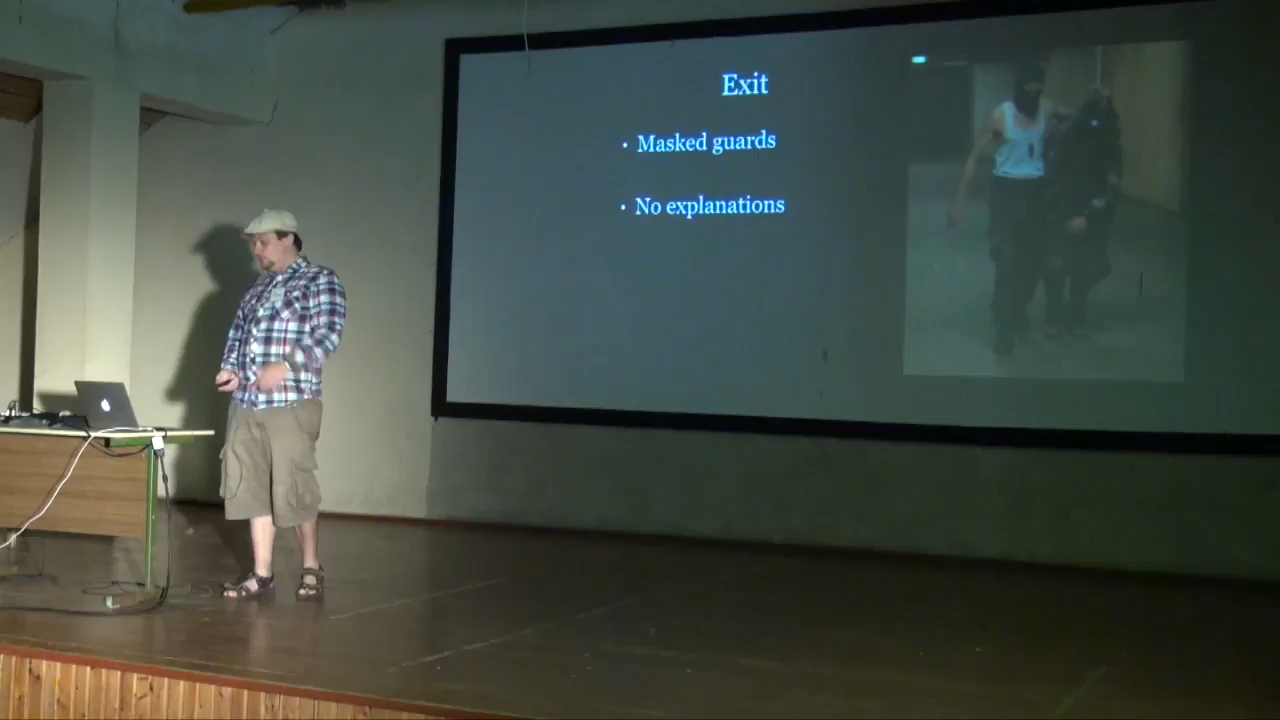 Exit
• Masked guards
• No explanations